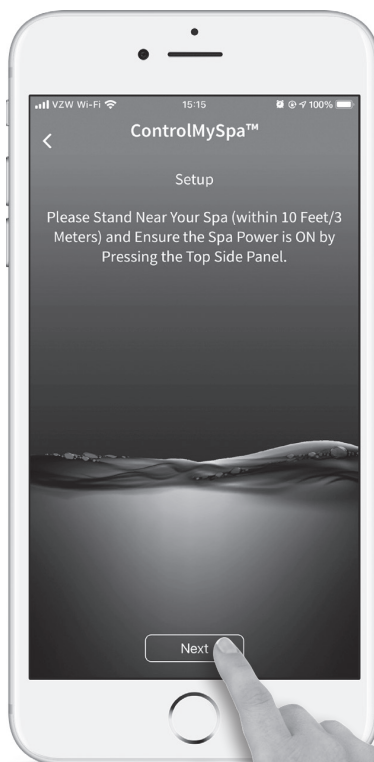 VZW Wi-Fi 15:15 100%
ControlMySpa™
Setup
Please Stand Near Your Spa (within 10 Feet/3
Meters) and Ensure the Spa Power is ON by
Pressing the Top Side Panel.
Next